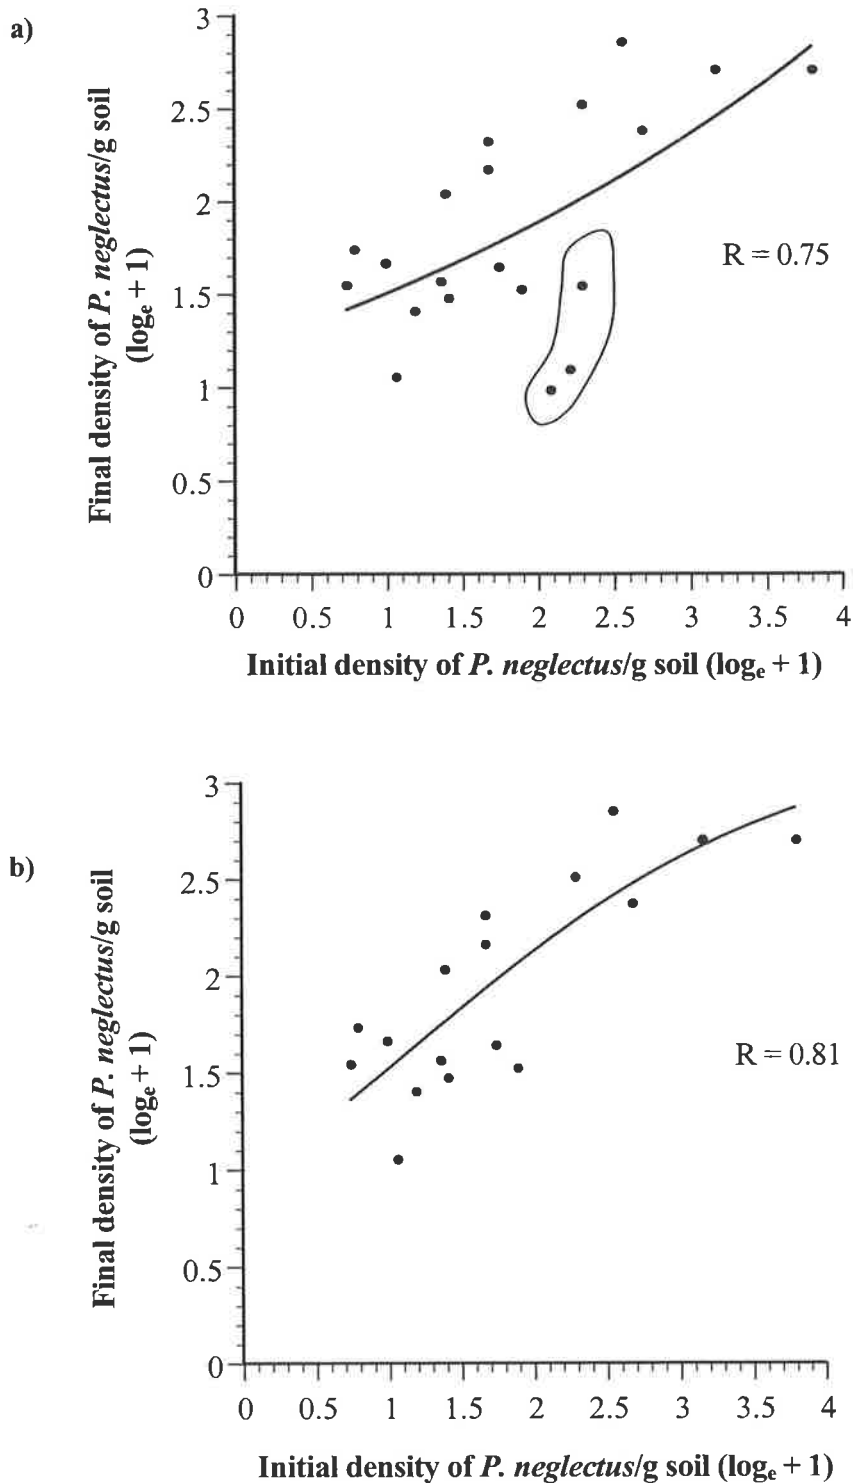 a)
3
2.5
2
1.5
1
0.5
0
Final density of P. neglectus/g soil
(logₑ + 1)
R = 0.75
0 0.5 1 1.5 2 2.5 3 3.5 4
Initial density of P. neglectus/g soil (logₑ + 1)
b)
3
2.5
2
1.5
1
0.5
0
Final density of P. neglectus/g soil
(logₑ + 1)
R = 0.81
0 0.5 1 1.5 2 2.5 3 3.5 4
Initial density of P. neglectus/g soil (logₑ + 1)